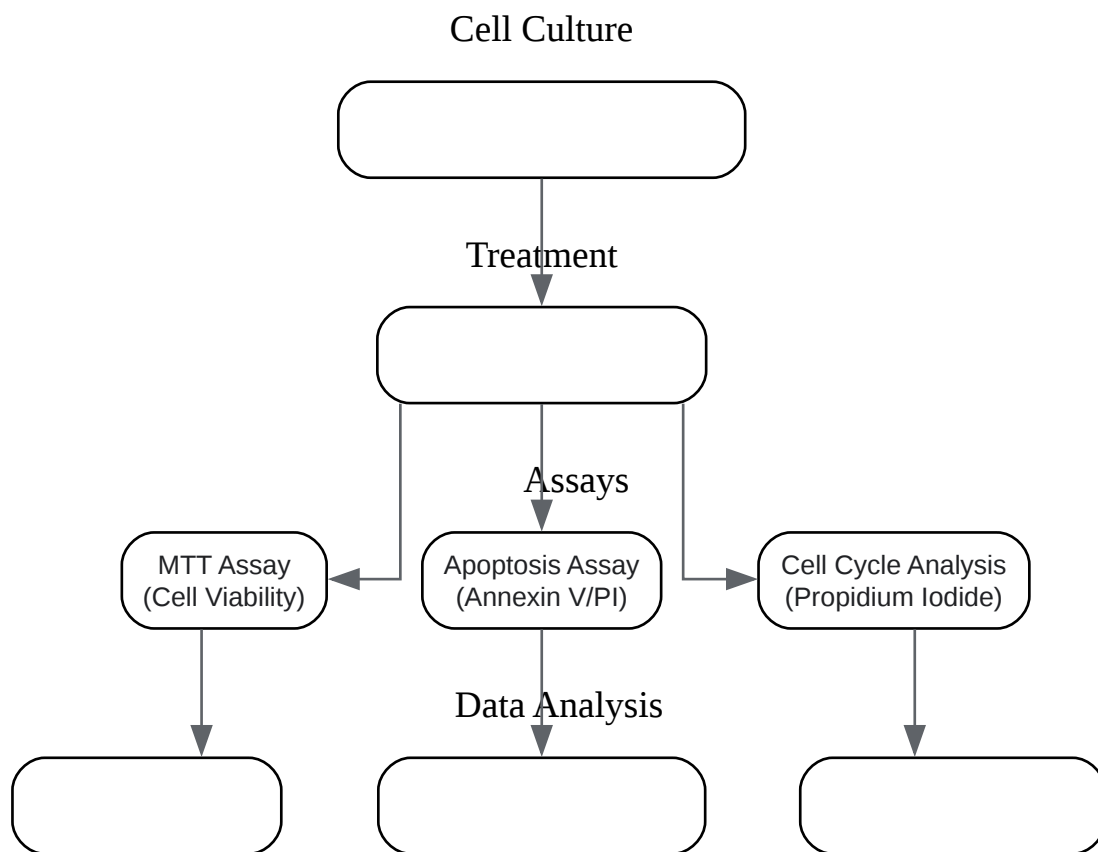 Cell Culture
Treatment
Assays
MTT Assay
(Cell Viability)
Apoptosis Assay
(Annexin V/PI)
Cell Cycle Analysis
(Propidium Iodide)
Data Analysis